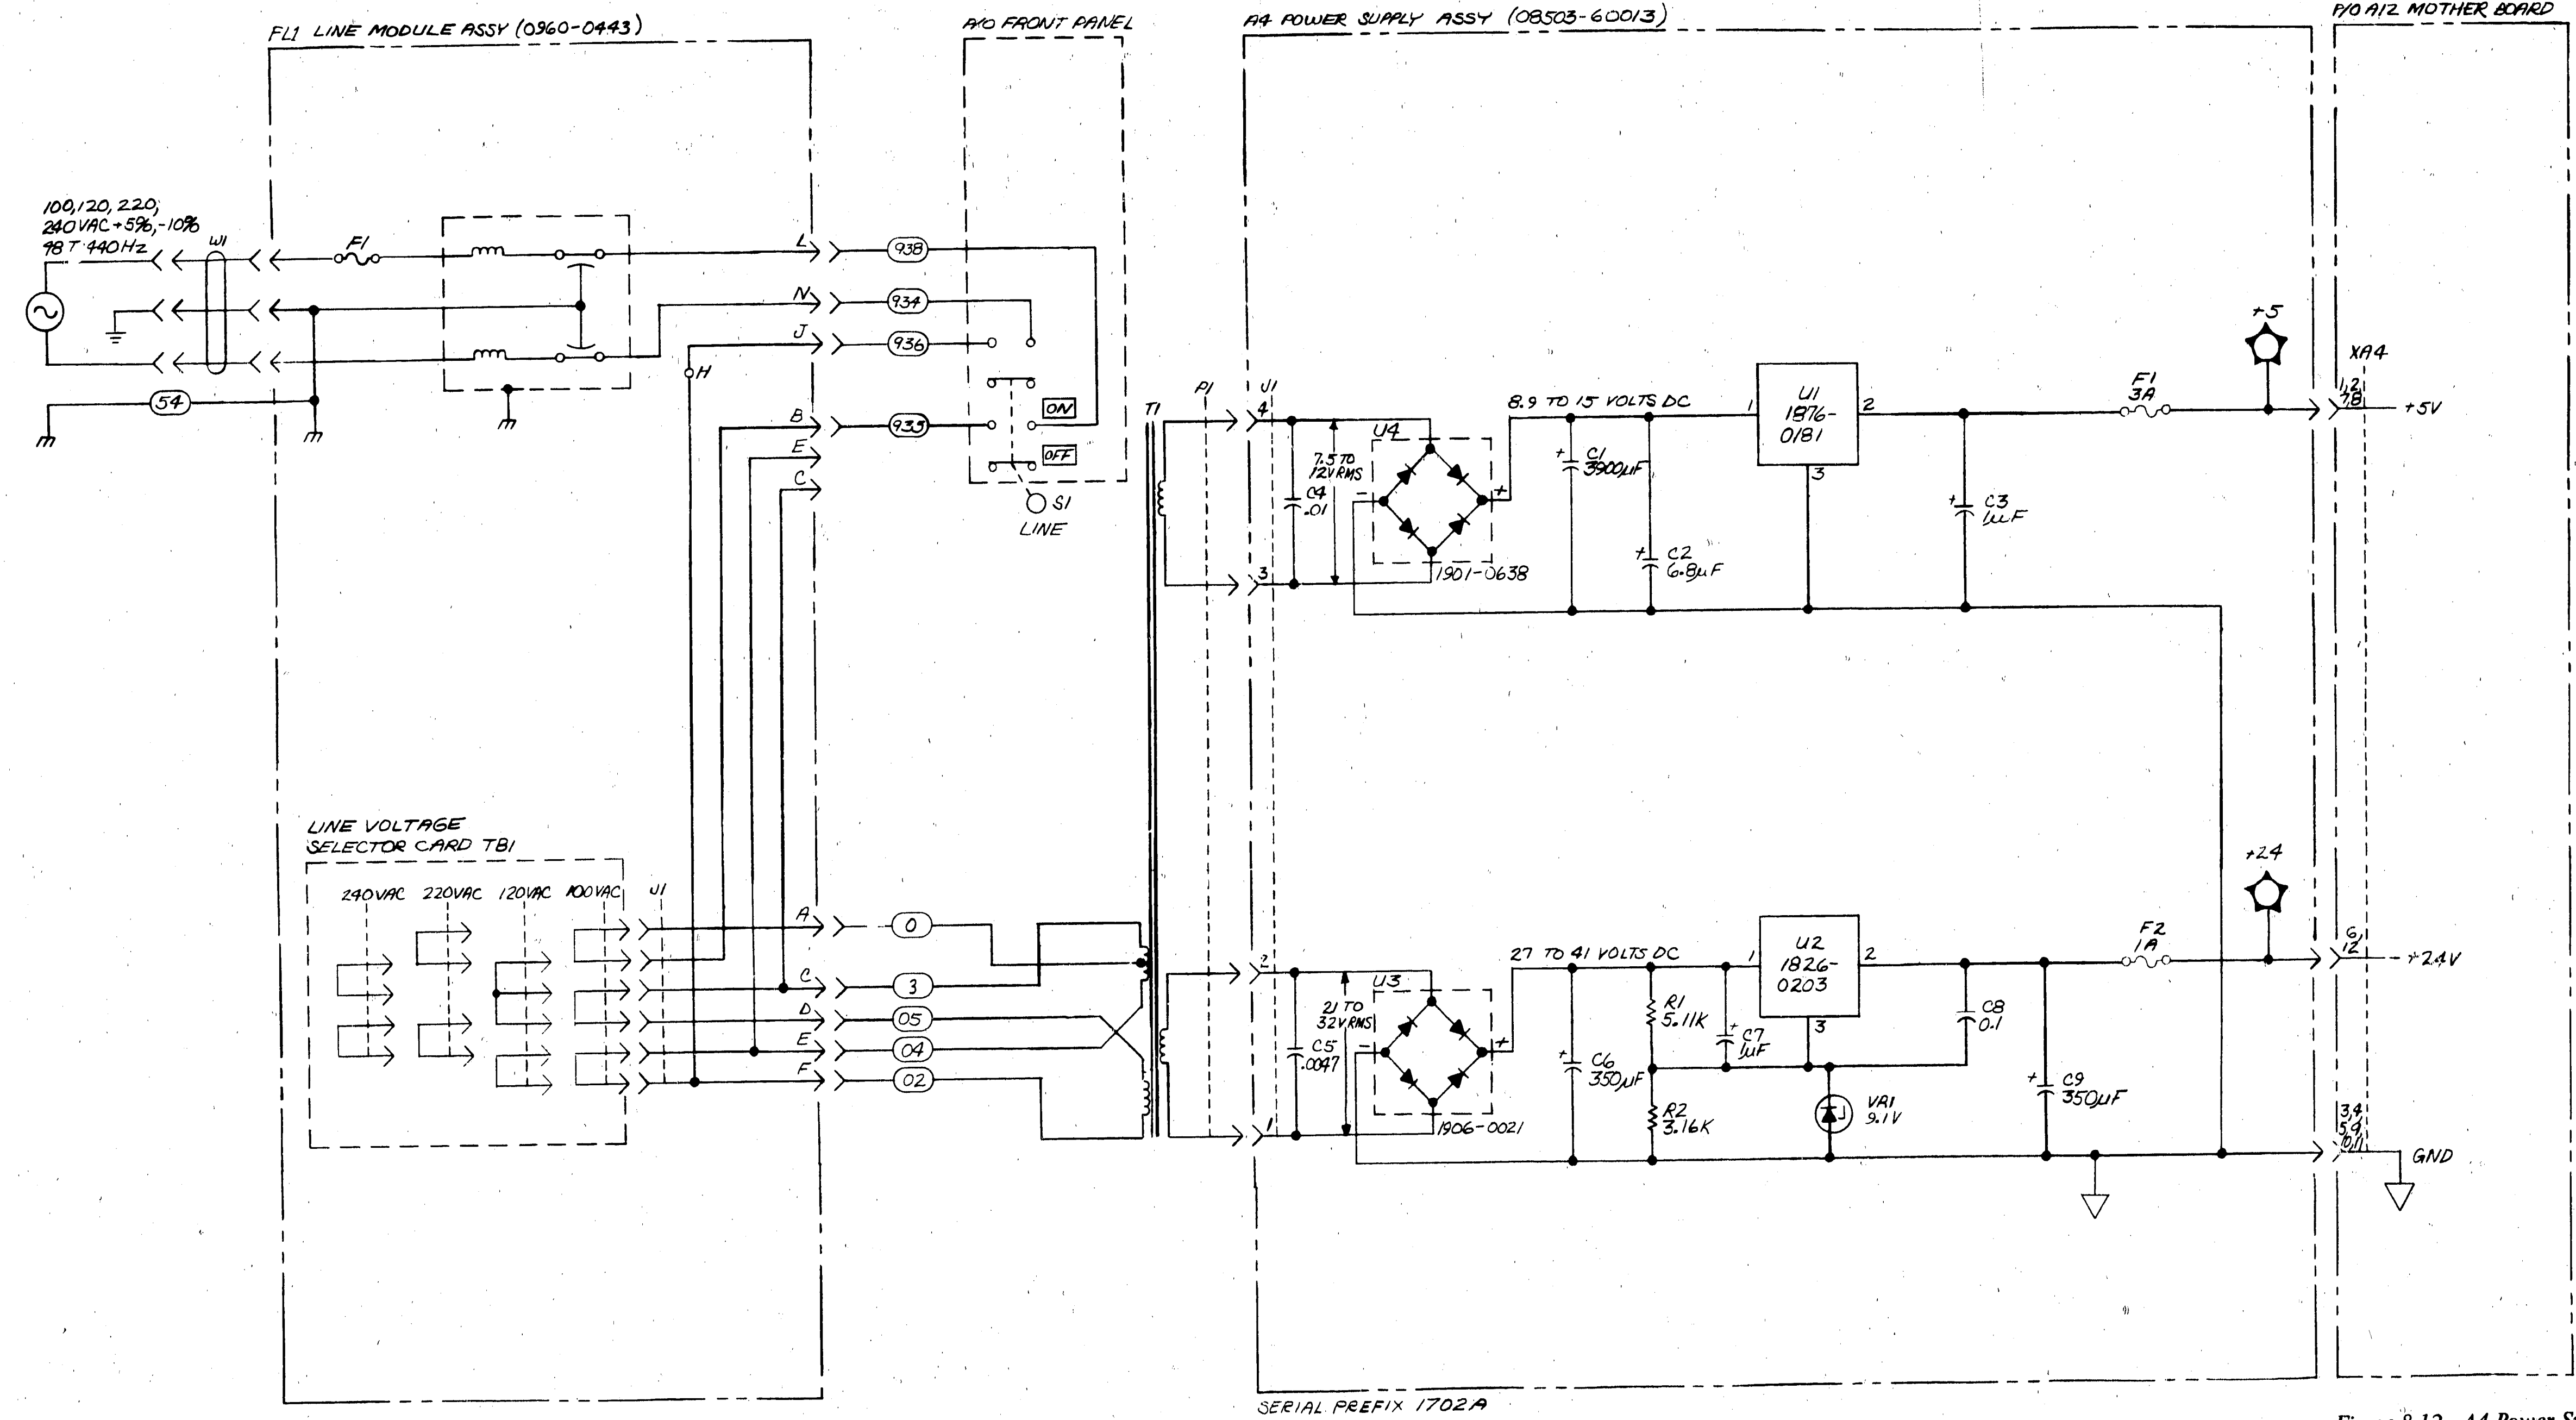 FL1 LINE MODULE ASSY (0960-0443)
P/O FRONT PANEL
A4 POWER SUPPLY ASSY (08503-60013)
P/O A12 MOTHER BOARD
100,120,220,
240VAC +5%,-10%
48 T 440HZ
W1
F1
L
938
N
934
J
936
H
B
935
E
C
54
ON
OFF
S1
LINE
T1
P1
J1
4
3
7.5 TO
12V RMS
C4
.01
U4
-
+
1901-0638
8.9 TO 15 VOLTS DC
+
C1
3900µF
+
C2
6.8µF
1
U1
1876-
0181
2
3
+
C3
1µF
F1
3A
+5
XA4
1,2,
7,8
+5V
LINE VOLTAGE
SELECTOR CARD TB1
240VAC
220VAC
120VAC
100VAC
J1
A
0
C
3
D
05
E
04
F
02
2
1
21 TO
32V RMS
C5
.0047
U3
-
+
1906-0021
27 TO 41 VOLTS DC
+
C6
350µF
R1
5.11K
R2
3.16K
+
C7
1µF
1
U2
1826-
0203
2
3
VR1
9.1V
C8
0.1
+
C9
350µF
F2
1A
+24
6,
12
+24V
3,4
5,9,
10,11
GND
SERIAL PREFIX 1702A